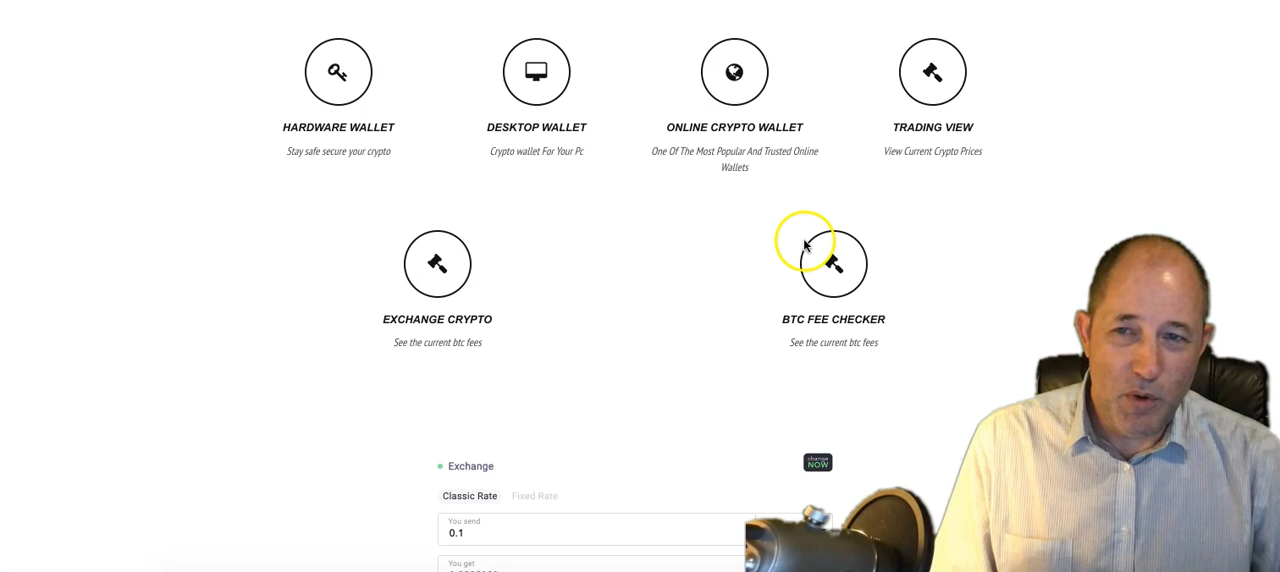 HARDWARE WALLET
Stay safe secure your crypto
DESKTOP WALLET
Crypto wallet For Your Pc
ONLINE CRYPTO WALLET
One Of The Most Popular And Trusted Online
Wallets
TRADING VIEW
View Current Crypto Prices
EXCHANGE CRYPTO
See the current btc fees
BTC FEE CHECKER
See the current btc fees
Exchange
change
NOW
Classic Rate Fixed Rate
You send
0.1
You get